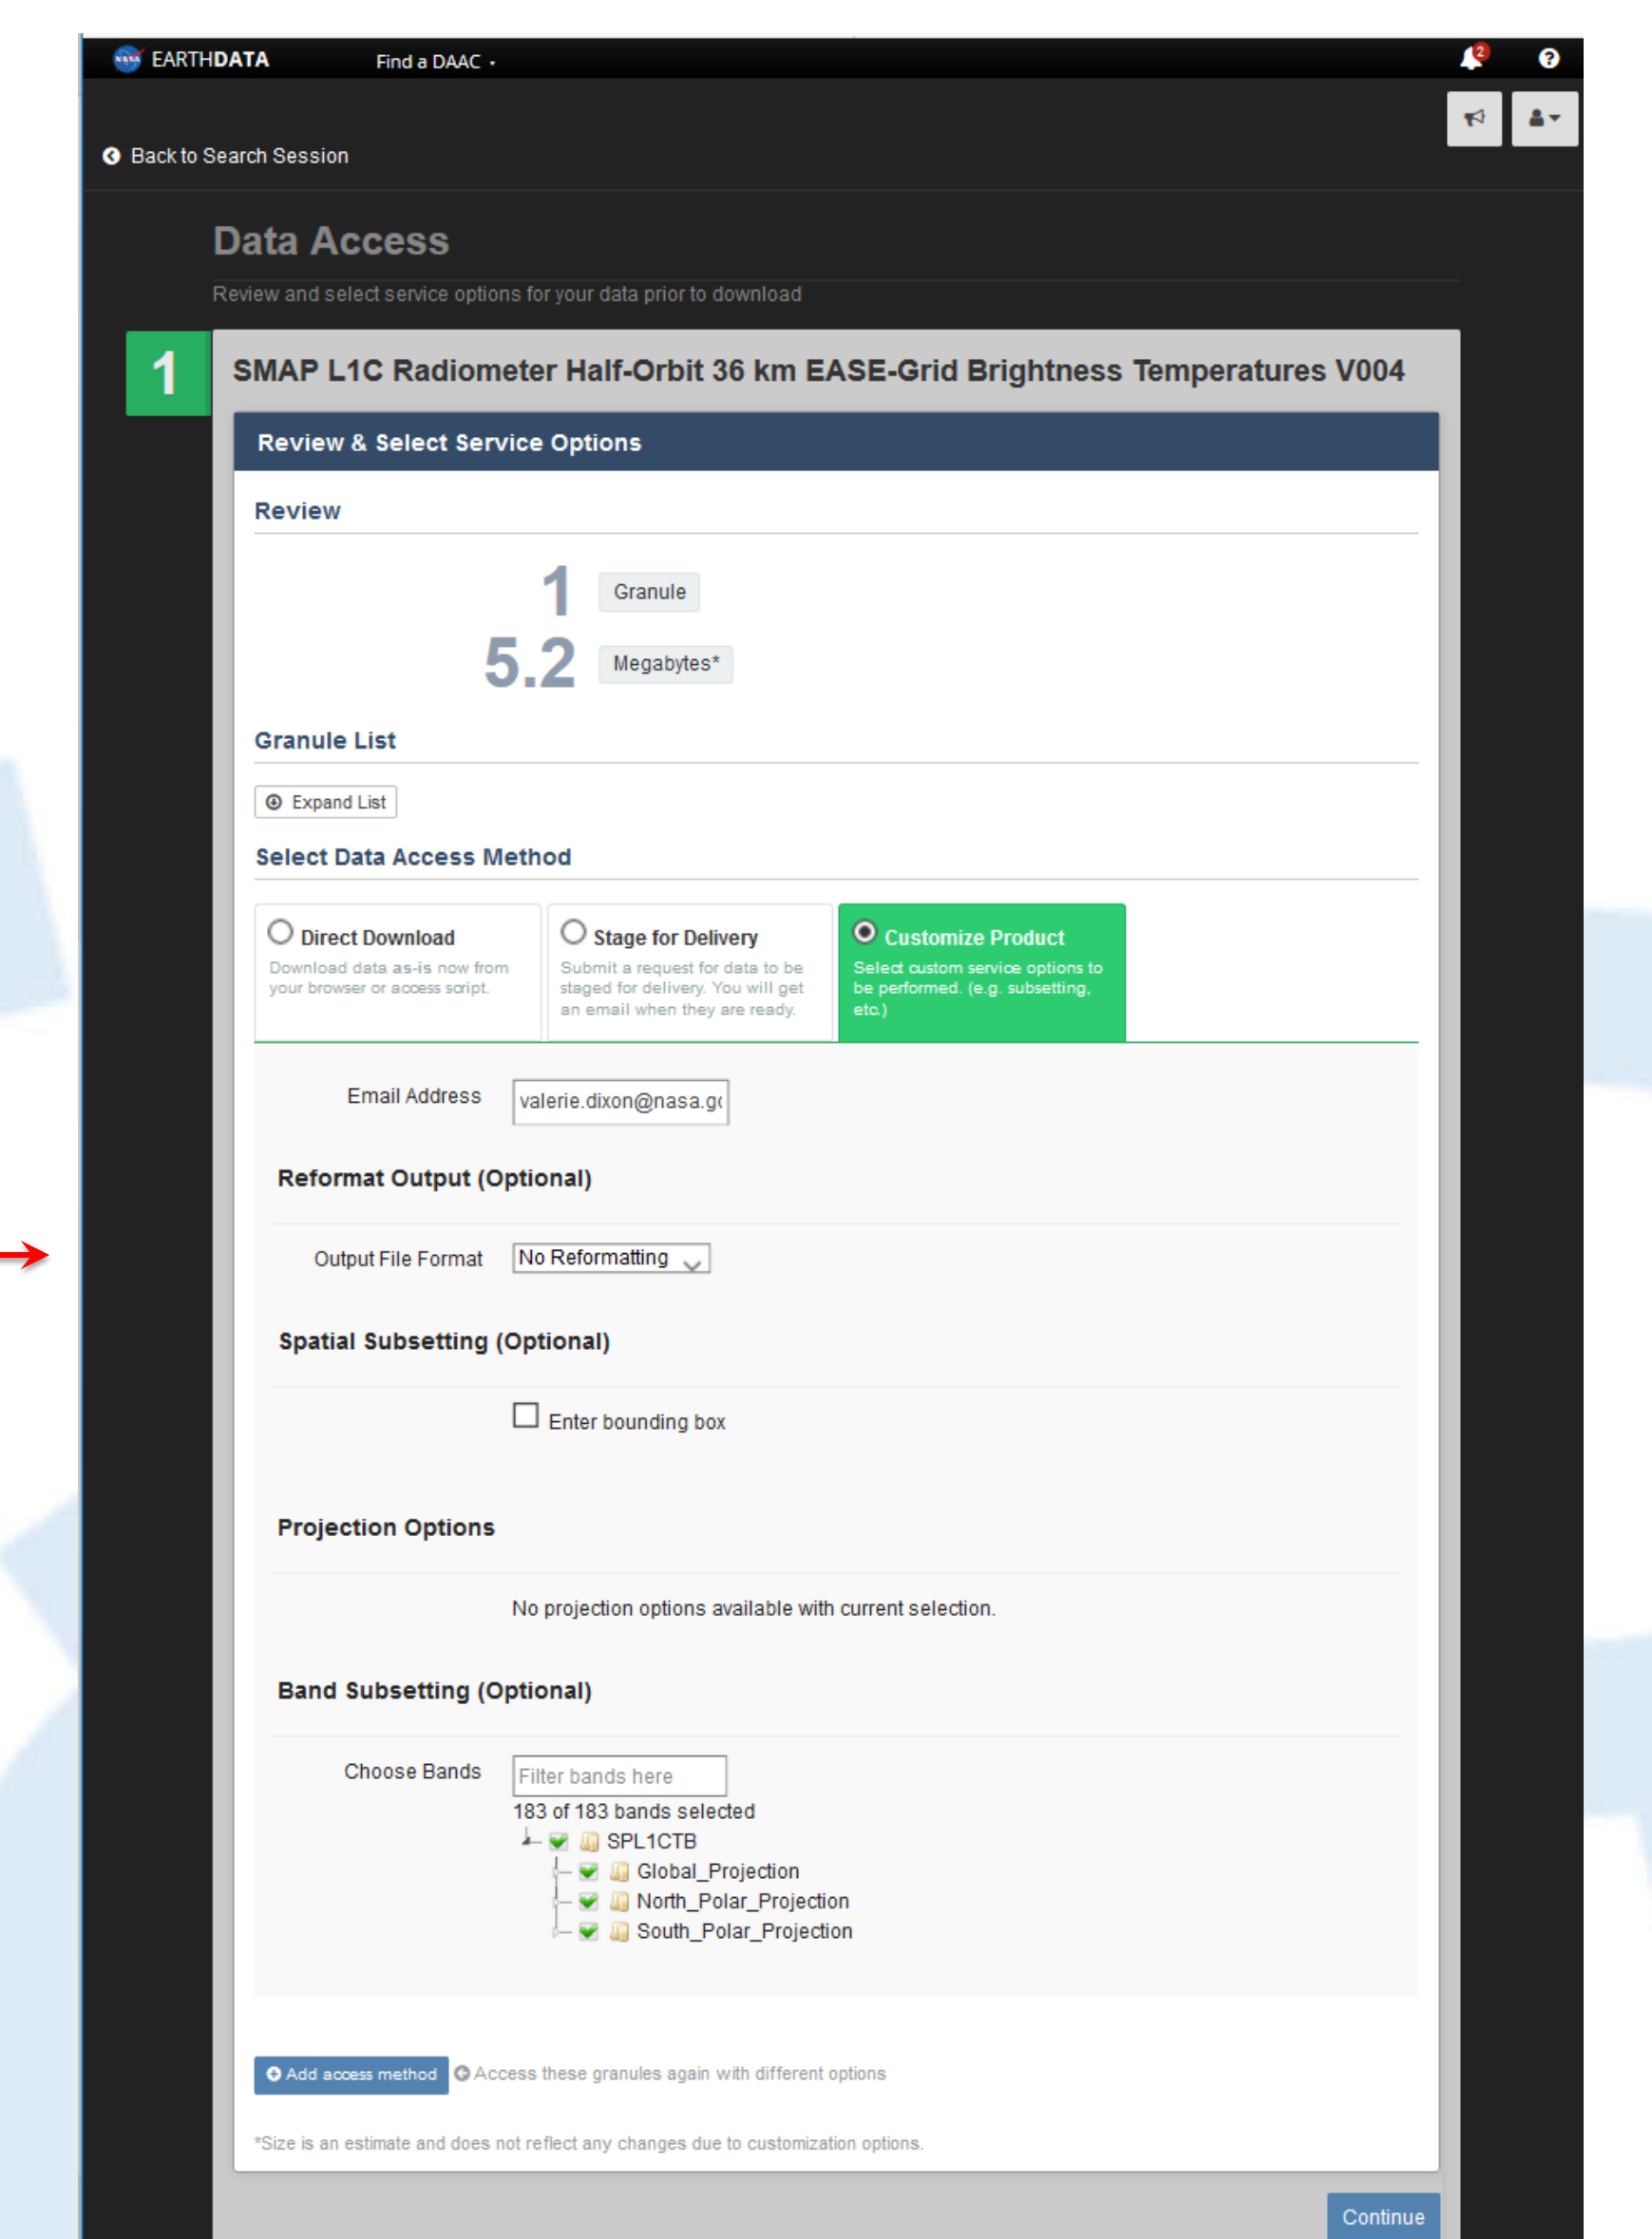 EARTHDATA Find a DAAC
2
Back to Search Session
Data Access
Review and select service options for your data prior to download
1 SMAP L1C Radiometer Half-Orbit 36 km EASE-Grid Brightness Temperatures V004
Review & Select Service Options
Review
1 Granule
5.2 Megabytes*
Granule List
Expand List
Select Data Access Method
Direct Download
Download data as-is now from
your browser or access script.
Stage for Delivery
Submit a request for data to be
staged for delivery. You will get
an email when they are ready.
Customize Product
Select custom service options to
be performed. (e.g. subsetting,
etc.)
Email Address valerie.dixon@nasa.g
Reformat Output (Optional)
Output File Format No Reformatting
Spatial Subsetting (Optional)
Enter bounding box
Projection Options
No projection options available with current selection.
Band Subsetting (Optional)
Choose Bands Filter bands here
183 of 183 bands selected
SPL1CTB
Global_Projection
North_Polar_Projection
South_Polar_Projection
Add access method Access these granules again with different options
*Size is an estimate and does not reflect any changes due to customization options.
Continue